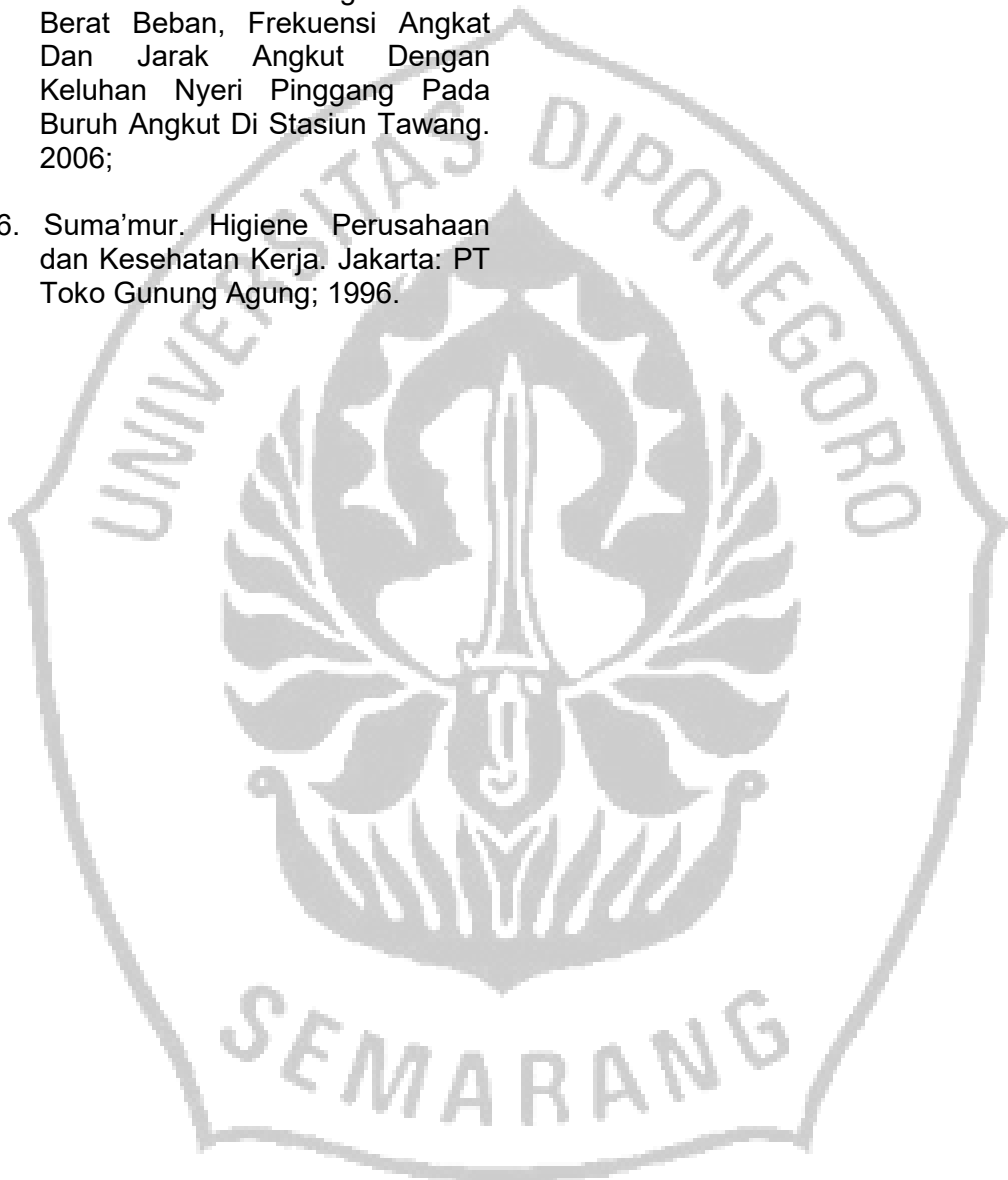 Berat Beban, Frekuensi Angkat
Dan Jarak Angkut Dengan
Keluhan Nyeri Pinggang Pada
Buruh Angkut Di Stasiun Tawang.
2006;
6. Suma’mur. Higiene Perusahaan
dan Kesehatan Kerja. Jakarta: PT
Toko Gunung Agung; 1996.
UNIVERSITAS DIPONEGORO
SEMARANG